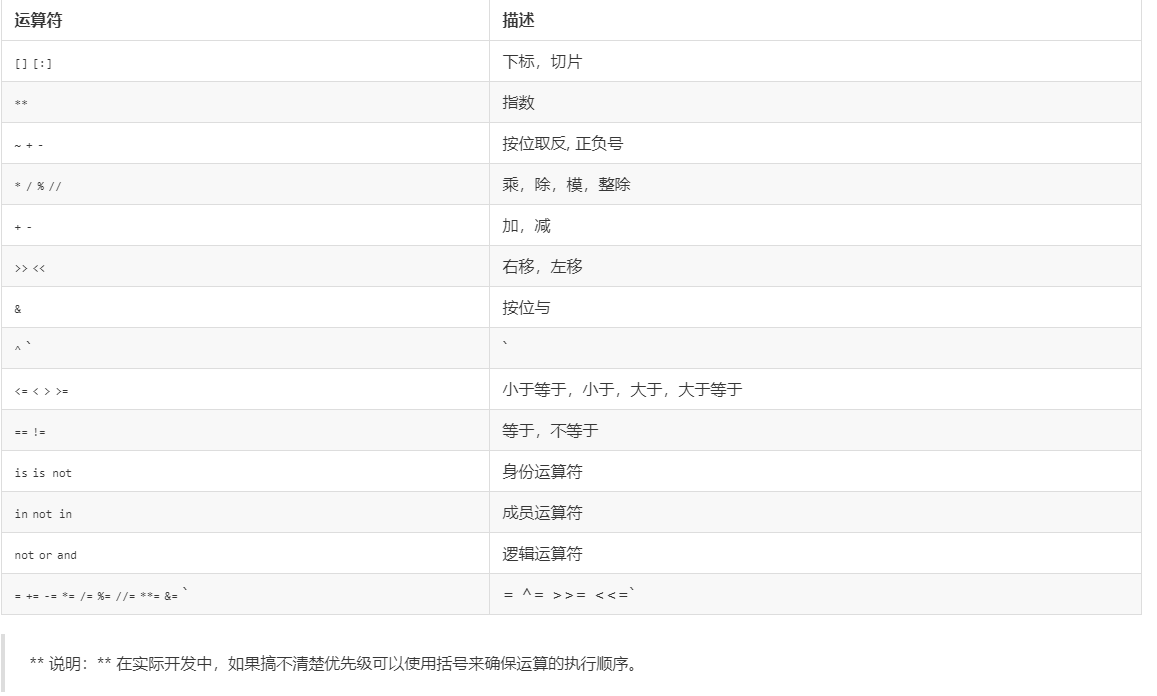 运算符 描述
[] [:] 下标，切片
** 指数
~ + - 按位取反, 正负号
* / % // 乘，除，模，整除
+ - 加，减
>> << 右移，左移
& 按位与
^ ` `
<= < > >= 小于等于，小于，大于，大于等于
== != 等于，不等于
is is not 身份运算符
in not in 成员运算符
not or and 逻辑运算符
= += -= *= /= %= //= **= &= ` = ^= >>= <<=`
** 说明：** 在实际开发中，如果搞不清楚优先级可以使用括号来确保运算的执行顺序。